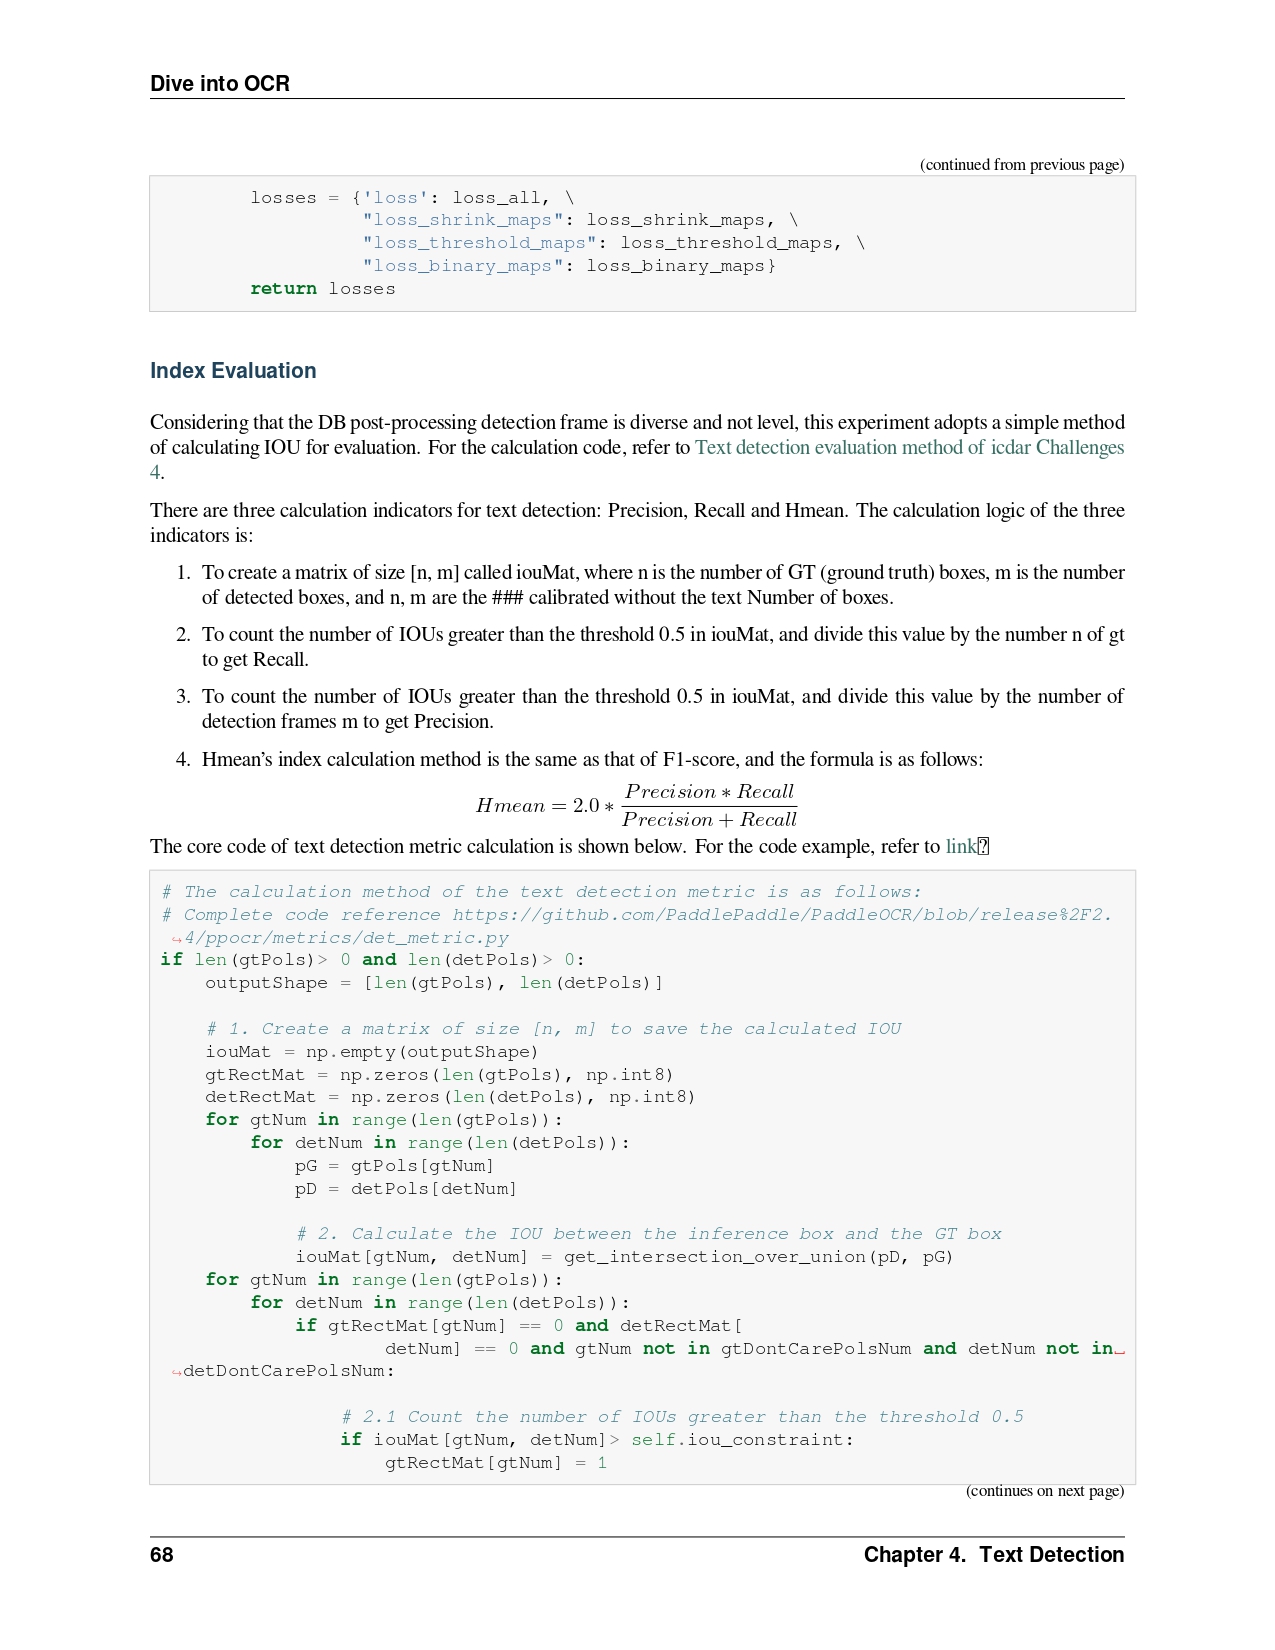 Dive into OCR
(continued from previous page)
losses = {'loss': loss_all, \
"loss_shrink_maps": loss_shrink_maps, \
"loss_threshold_maps": loss_threshold_maps, \
"loss_binary_maps": loss_binary_maps}
return losses
Index Evaluation
Considering that the DB post-processing detection frame is diverse and not level, this experiment adopts a simple method
of calculating IOU for evaluation. For the calculation code, refer to Text detection evaluation method of icdar Challenges
4.
There are three calculation indicators for text detection: Precision, Recall and Hmean. The calculation logic of the three
indicators is:
1. To create a matrix of size [n, m] called iouMat, where n is the number of GT (ground truth) boxes, m is the number
of detected boxes, and n, m are the ### calibrated without the text Number of boxes.
2. To count the number of IOUs greater than the threshold 0.5 in iouMat, and divide this value by the number n of gt
to get Recall.
3. To count the number of IOUs greater than the threshold 0.5 in iouMat, and divide this value by the number of
detection frames m to get Precision.
4. Hmean’s index calculation method is the same as that of F1-score, and the formula is as follows:
Hmean = 2.0 * Precision * Recall / Precision + Recall
The core code of text detection metric calculation is shown below. For the code example, refer to link?
# The calculation method of the text detection metric is as follows:
# Complete code reference https://github.com/PaddlePaddle/PaddleOCR/blob/release%2F2.
↪4/ppocr/metrics/det_metric.py
if len(gtPols)> 0 and len(detPols)> 0:
outputShape = [len(gtPols), len(detPols)]
# 1. Create a matrix of size [n, m] to save the calculated IOU
iouMat = np.empty(outputShape)
gtRectMat = np.zeros(len(gtPols), np.int8)
detRectMat = np.zeros(len(detPols), np.int8)
for gtNum in range(len(gtPols)):
for detNum in range(len(detPols)):
pG = gtPols[gtNum]
pD = detPols[detNum]
# 2. Calculate the IOU between the inference box and the GT box
iouMat[gtNum, detNum] = get_intersection_over_union(pD, pG)
for gtNum in range(len(gtPols)):
for detNum in range(len(detPols)):
if gtRectMat[gtNum] == 0 and detRectMat[
detNum] == 0 and gtNum not in gtDontCarePolsNum and detNum not in␣
↪detDontCarePolsNum:
# 2.1 Count the number of IOUs greater than the threshold 0.5
if iouMat[gtNum, detNum]> self.iou_constraint:
gtRectMat[gtNum] = 1
(continues on next page)
68
Chapter 4. Text Detection